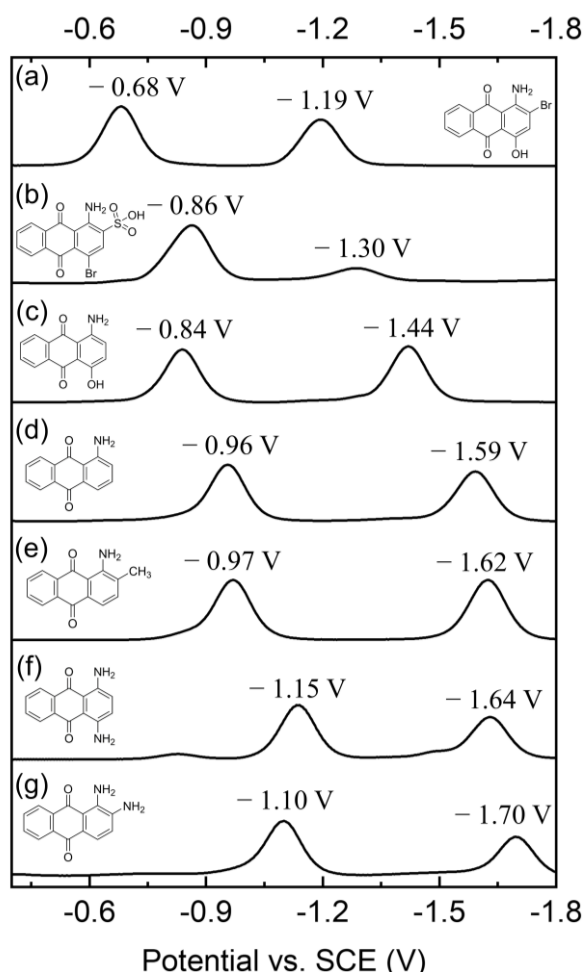 -0.6 -0.9 -1.2 -1.5 -1.8
(a)
− 0.68 V − 1.19 V
O NH₂
Br
O OH
(b)
− 0.86 V − 1.30 V
O NH₂ O OH
S
O
O Br
(c)
− 0.84 V − 1.44 V
O NH₂
O OH
(d)
− 0.96 V − 1.59 V
O NH₂
O
(e)
− 0.97 V − 1.62 V
O NH₂
CH₃
O
(f)
− 1.15 V − 1.64 V
O NH₂
O NH₂
(g)
− 1.10 V − 1.70 V
O NH₂
NH₂
O
-0.6 -0.9 -1.2 -1.5 -1.8
Potential vs. SCE (V)